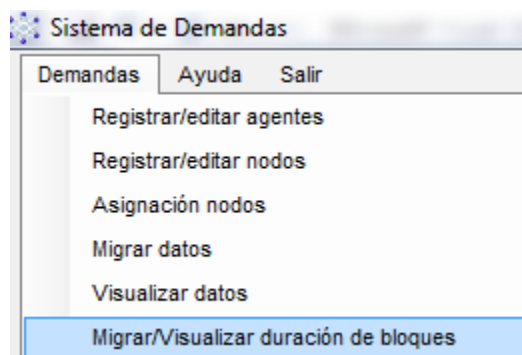 Sistema de Demandas
Demandas Ayuda Salir
Registrar/editar agentes
Registrar/editar nodos
Asignación nodos
Migrar datos
Visualizar datos
Migrar/Visualizar duración de bloques